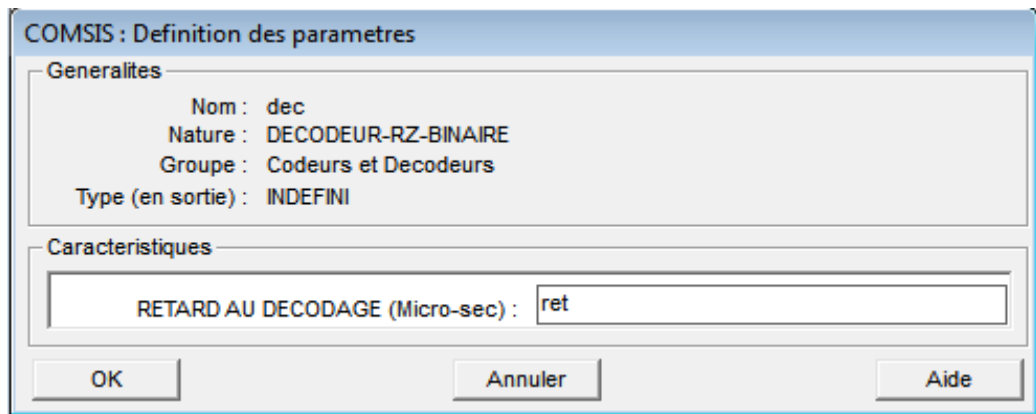 COMSIS : Definition des parametres
Generalites
Nom : dec
Nature : DECODEUR-RZ-BINAIRE
Groupe : Codeurs et Decodeurs
Type (en sortie) : INDEFINI
Caracteristiques
RETARD AU DECODAGE (Micro-sec) : ret
OK Annuler Aide